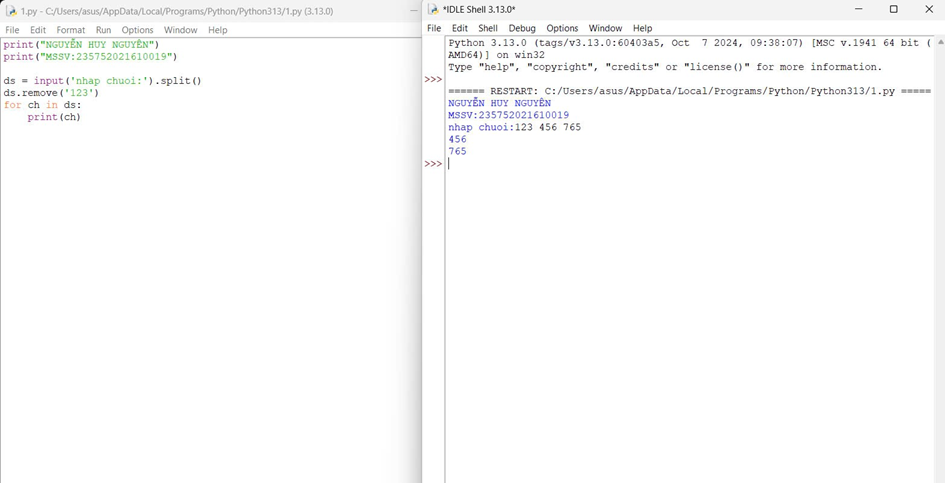 1.py - C:/Users/asus/AppData/Local/Programs/Python/Python313/1.py (3.13.0)
File Edit Format Run Options Window Help
print("NGUYỄN HUY NGUYÊN")
print("MSSV:235752021610019")
ds = input('nhap chuoi:').split()
ds.remove('123')
for ch in ds:
    print(ch)
*IDLE Shell 3.13.0*
File Edit Shell Debug Options Window Help
Python 3.13.0 (tags/v3.13.0:60403a5, Oct  7 2024, 09:38:07) [MSC v.1941 64 bit (
AMD64)] on win32
Type "help", "copyright", "credits" or "license()" for more information.
>>>
====== RESTART: C:/Users/asus/AppData/Local/Programs/Python/Python313/1.py =====
NGUYỄN HUY NGUYÊN
MSSV:235752021610019
nhap chuoi:123 456 765
456
765
>>>